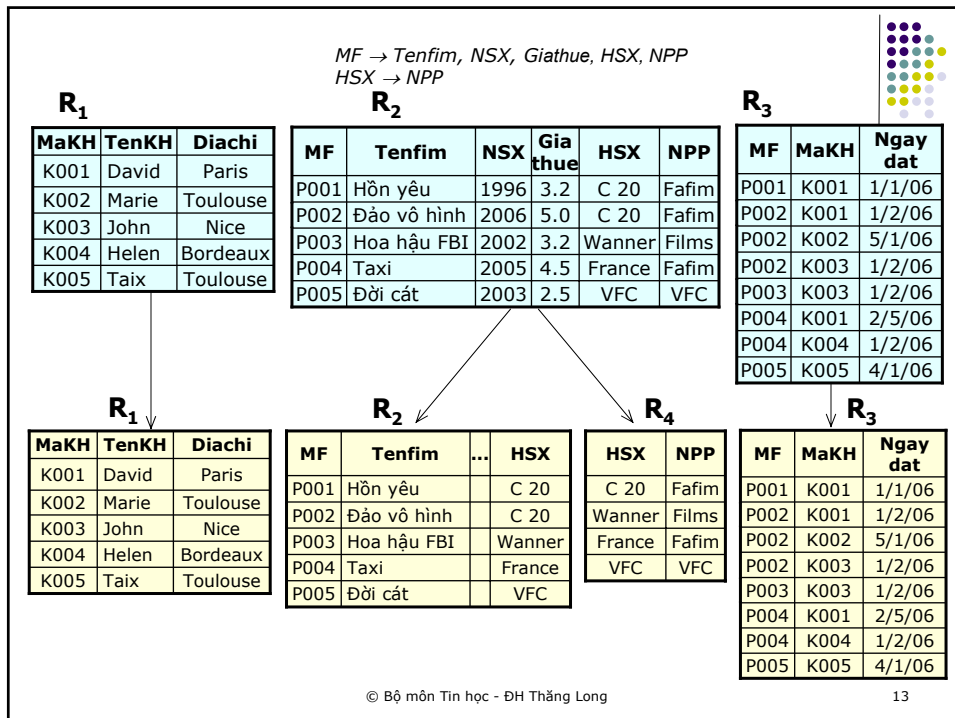 MF → Tenfim, NSX, Giathue, HSX, NPP
HSX → NPP
R1
MaKH TenKH Diachi
K001 David Paris
K002 Marie Toulouse
K003 John Nice
K004 Helen Bordeaux
K005 Taix Toulouse
R2
MF Tenfim NSX Gia thue HSX NPP
P001 Hồn yêu 1996 3.2 C 20 Fafim
P002 Đảo vô hình 2006 5.0 C 20 Fafim
P003 Hoa hậu FBI 2002 3.2 Wanner Films
P004 Taxi 2005 4.5 France Fafim
P005 Đời cát 2003 2.5 VFC VFC
R3
MF MaKH Ngay dat
P001 K001 1/1/06
P002 K001 1/2/06
P002 K002 5/1/06
P002 K003 1/2/06
P003 K003 1/2/06
P004 K001 2/5/06
P004 K004 1/2/06
P005 K005 4/1/06
R1
MaKH TenKH Diachi
K001 David Paris
K002 Marie Toulouse
K003 John Nice
K004 Helen Bordeaux
K005 Taix Toulouse
R2
MF Tenfim ... HSX
P001 Hồn yêu C 20
P002 Đảo vô hình C 20
P003 Hoa hậu FBI Wanner
P004 Taxi France
P005 Đời cát VFC
R4
HSX NPP
C 20 Fafim
Wanner Films
France Fafim
VFC VFC
R3
MF MaKH Ngay dat
P001 K001 1/1/06
P002 K001 1/2/06
P002 K002 5/1/06
P002 K003 1/2/06
P003 K003 1/2/06
P004 K001 2/5/06
P004 K004 1/2/06
P005 K005 4/1/06
© Bộ môn Tin học - ĐH Thăng Long 13